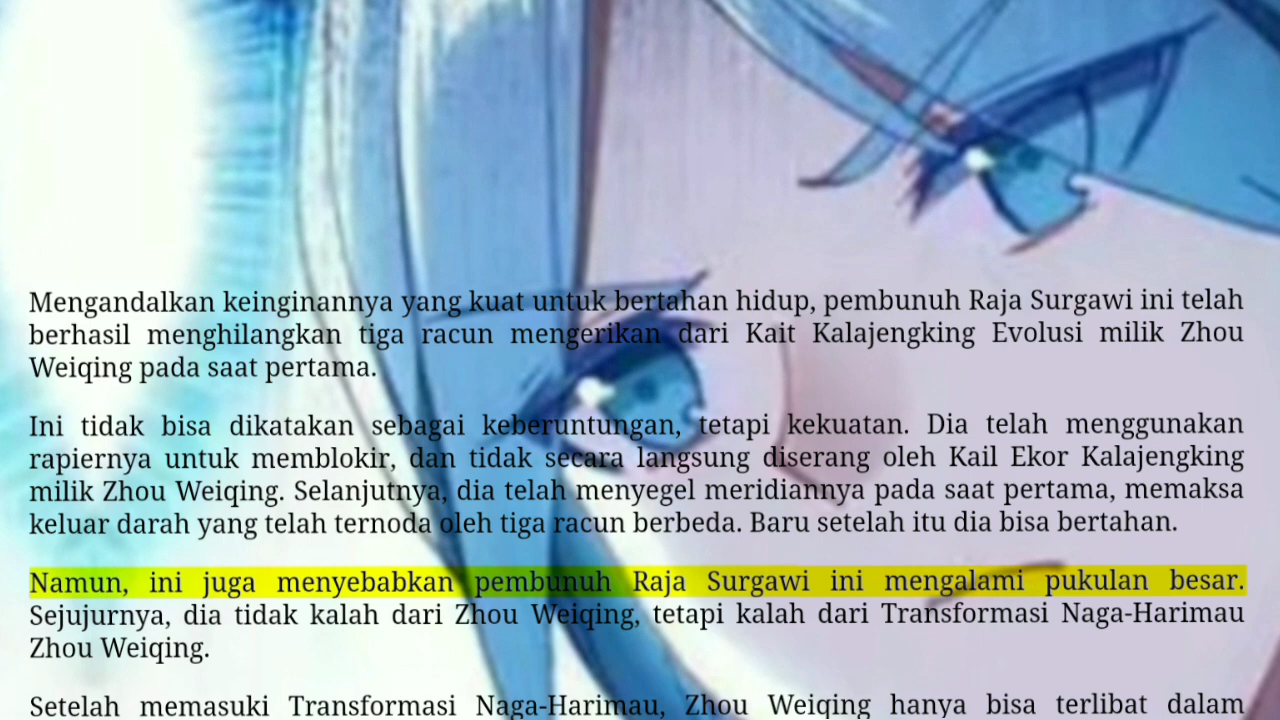 Mengandalkan keinginannya yang kuat untuk bertahan hidup, pembunuh Raja Surgawi ini telah
berhasil menghilangkan tiga racun mengerikan dari Kait Kalajengking Evolusi milik Zhou
Weiqing pada saat pertama.
Ini tidak bisa dikatakan sebagai keberuntungan, tetapi kekuatan. Dia telah menggunakan
rapiernya untuk memblokir, dan tidak secara langsung diserang oleh Kail Ekor Kalajengking
milik Zhou Weiqing. Selanjutnya, dia telah menyegel meridiannya pada saat pertama, memaksa
keluar darah yang telah ternoda oleh tiga racun berbeda. Baru setelah itu dia bisa bertahan.
Namun, ini juga menyebabkan pembunuh Raja Surgawi ini mengalami pukulan besar.
Sejujurnya, dia tidak kalah dari Zhou Weiqing, tetapi kalah dari Transformasi Naga-Harimau
Zhou Weiqing.
Setelah memasuki Transformasi Naga-Harimau, Zhou Weiqing hanya bisa terlibat dalam